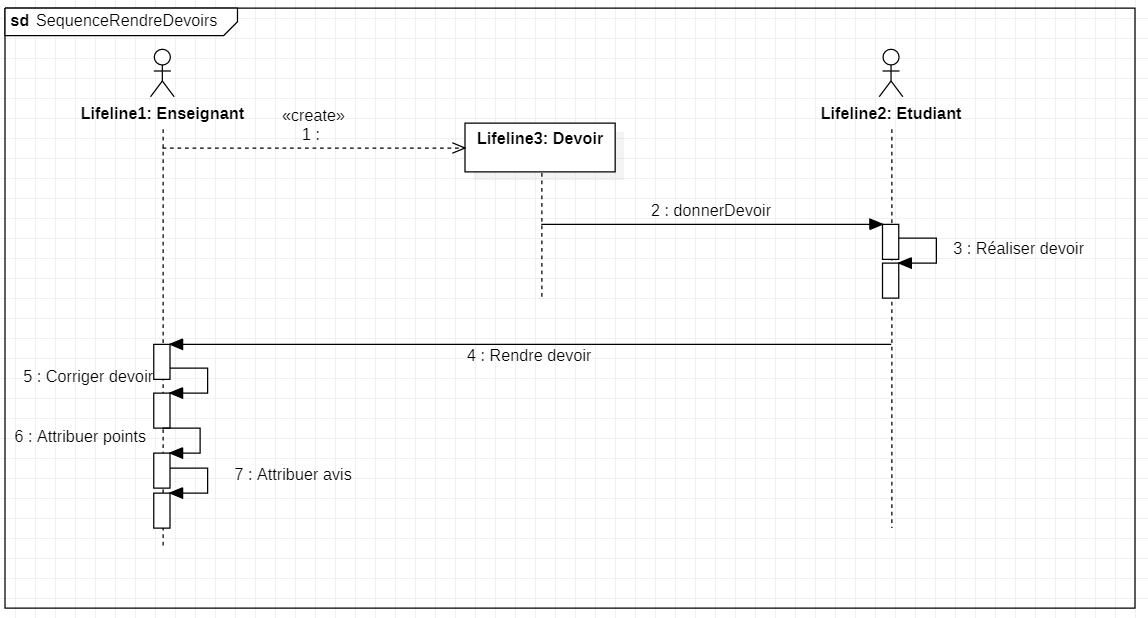 sd SequenceRendreDevoirs
Lifeline1: Enseignant
Lifeline2: Etudiant
«create»
1 :
Lifeline3: Devoir
2 : donnerDevoir
3 : Réaliser devoir
4 : Rendre devoir
5 : Corriger devoir
6 : Attribuer points
7 : Attribuer avis